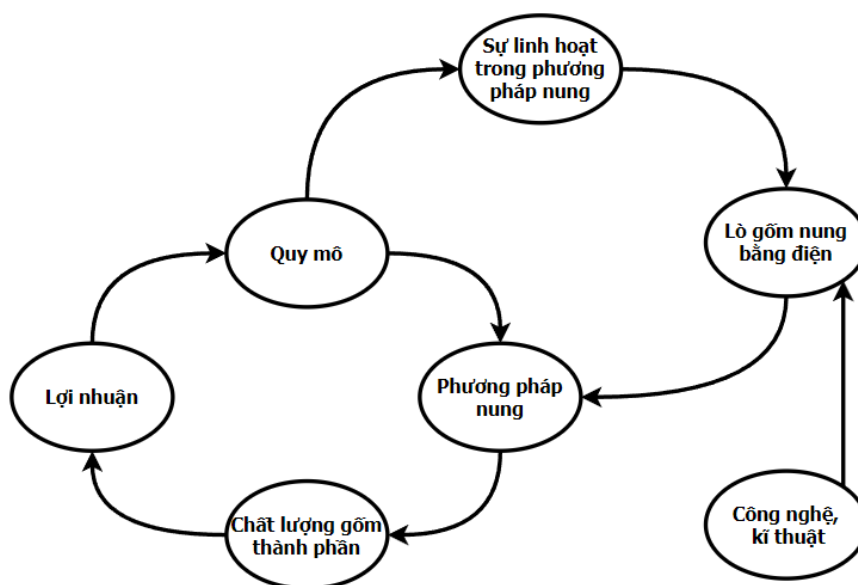 Sự linh hoạt
trong phương
pháp nung
Lò gốm nung
bằng điện
Quy mô
Lợi nhuận
Phương pháp
nung
Chất lượng gốm
thành phần
Công nghệ,
kĩ thuật